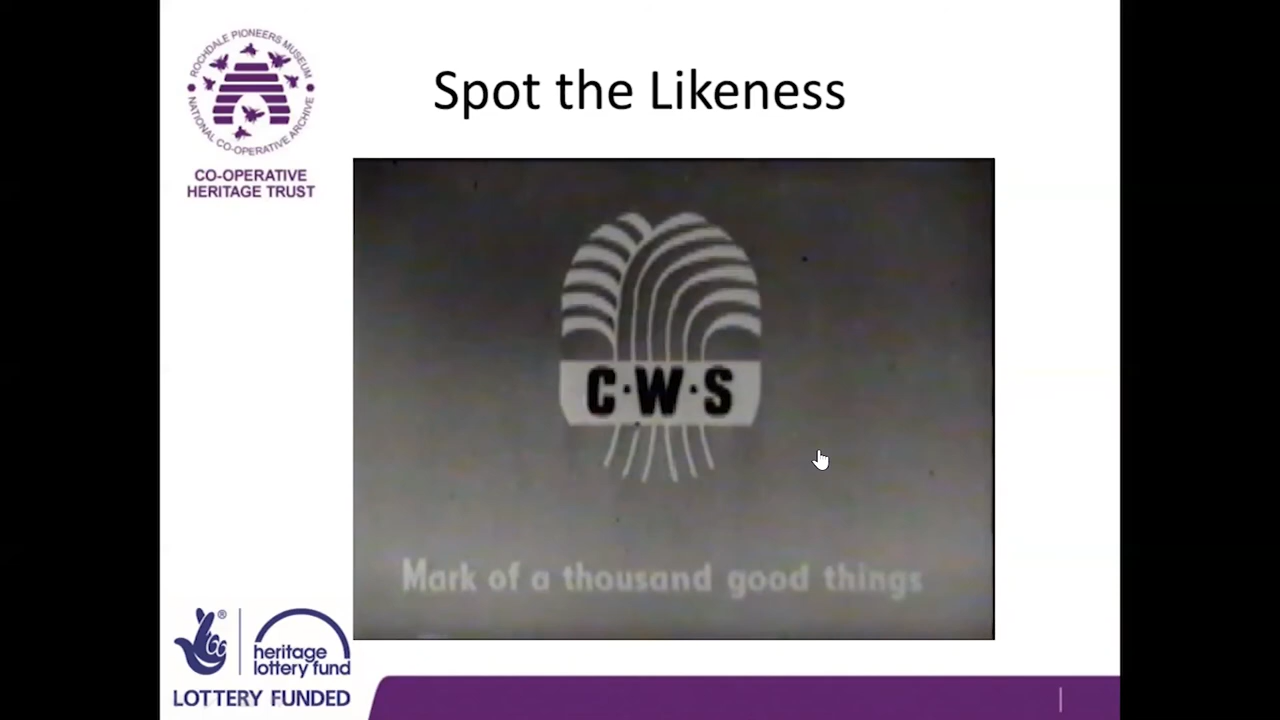 ROCHDALE PIONEERS MUSEUM
NATIONAL CO-OPERATIVE ARCHIVE
CO-OPERATIVE
HERITAGE TRUST
Spot the Likeness
C·W·S
Mark of a thousand good things
heritage
lottery fund
LOTTERY FUNDED